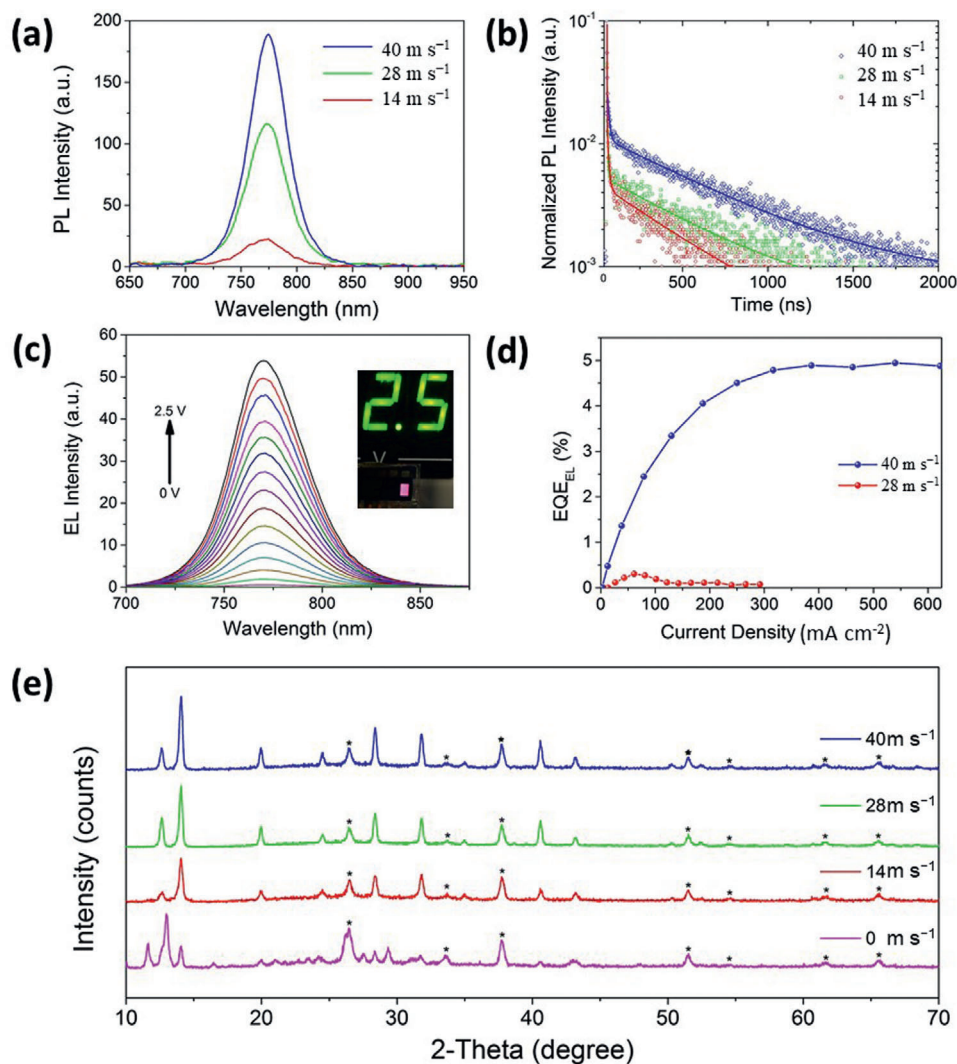 (a)
200
150
100
50
0
PL Intensity (a.u.)
40 m s⁻¹
28 m s⁻¹
14 m s⁻¹
650 700 750 800 850 900 950
Wavelength (nm)
(b)
10⁻¹
10⁻²
10⁻³
Normalized PL Intensity (a.u.)
40 m s⁻¹
28 m s⁻¹
14 m s⁻¹
500 1000 1500 2000
Time (ns)
(c)
60
50
40
30
20
10
0
EL Intensity (a.u.)
2.5 V
0 V
2.5
V
700 750 800 850
Wavelength (nm)
(d)
5
4
3
2
1
0
EQE_EL (%)
40 m s⁻¹
28 m s⁻¹
0 100 200 300 400 500 600
Current Density (mA cm⁻²)
(e)
Intensity (counts)
40m s⁻¹
* * * * * * *
28m s⁻¹
* * * * * * *
14m s⁻¹
* * * * * * *
0 m s⁻¹
* * * * * * *
10 20 30 40 50 60 70
2-Theta (degree)